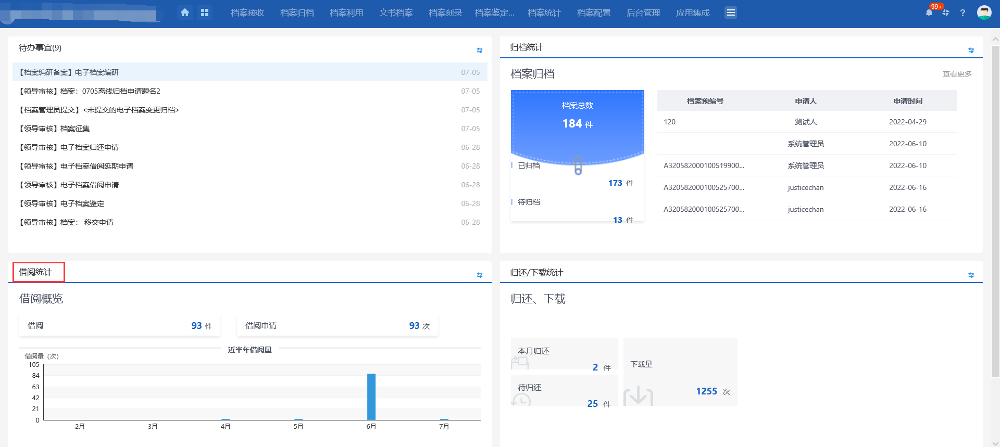 档案接收 档案归档 档案利用 文书档案 档案刻录 档案鉴定... 档案统计 档案配置 后台管理 应用集成 99+ ?
待办事宜(9)
【档案编研备案】电子档案编研 07-05
【领导审核】档案：0705离线归档申请题名2 07-05
【档案管理员提交】<未提交的电子档案变更归档> 07-05
【领导审核】档案征集 07-05
【领导审核】电子档案归还申请 06-28
【领导审核】电子档案借阅延期申请 06-28
【领导审核】电子档案借阅申请 06-28
【领导审核】电子档案鉴定 06-28
【领导审核】档案： 移交申请 06-28
归档统计
档案归档 查看更多
档案总数
184 件
已归档
173 件
待归档
13 件
档案预编号 申请人 申请时间
120 测试人 2022-04-29
系统管理员 2022-06-10
A320582000100519900... 系统管理员 2022-06-10
A320582000100525700... justicechan 2022-06-16
A320582000100525700... justicechan 2022-06-16
借阅统计
借阅概览
借阅 93 件 借阅申请 93 次
近半年借阅量
借阅量（次）
105
84
63
42
21
0
2月 3月 4月 5月 6月 7月
归还/下载统计
归还、下载
本月归还
2 件
待归还
25 件
下载量
1255 次